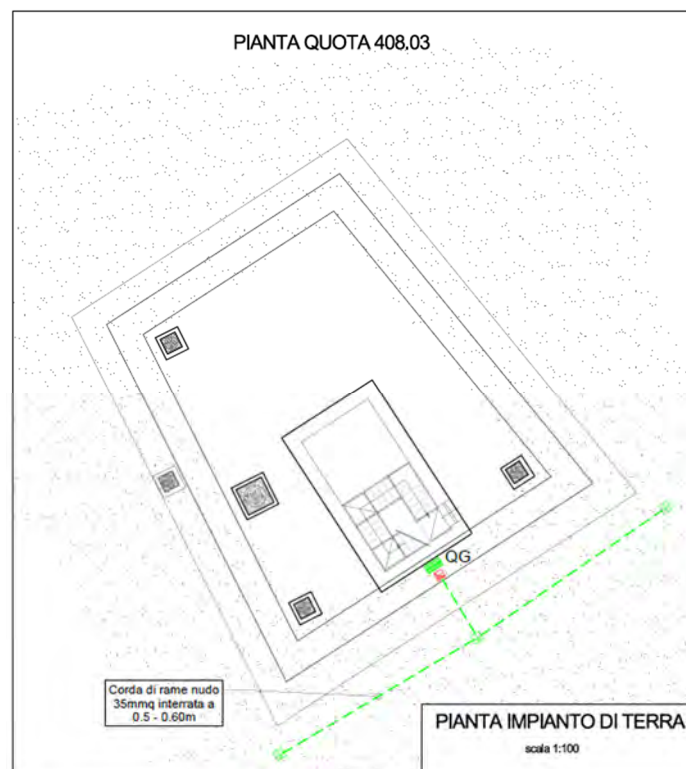 PIANTA QUOTA 408,03
QG
Corda di rame nudo
35mmq interrata a
0.5 - 0.60m
PIANTA IMPIANTO DI TERRA
scala 1:100